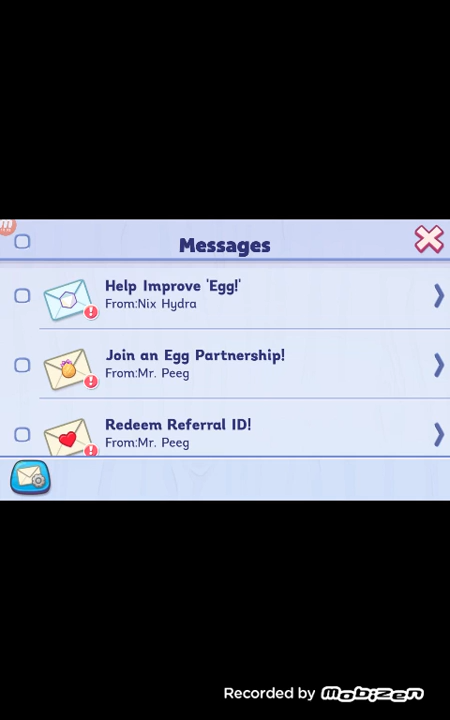 Messages
Help Improve 'Egg!'
From:Nix Hydra
Join an Egg Partnership!
From:Mr. Peeg
Redeem Referral ID!
From:Mr. Peeg
Recorded by Mobizen